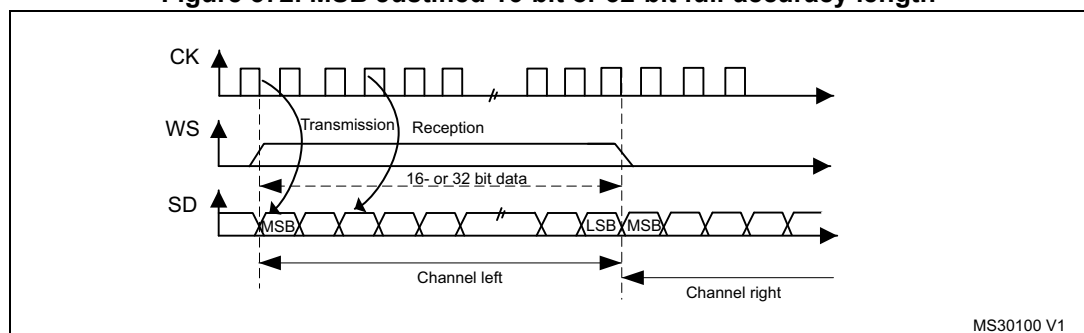 Figure 372. MSB Justified 16-bit or 32-bit full-accuracy length
CK
WS
Transmission
Reception
16- or 32 bit data
SD
MSB
LSB
MSB
Channel left
Channel right
MS30100 V1